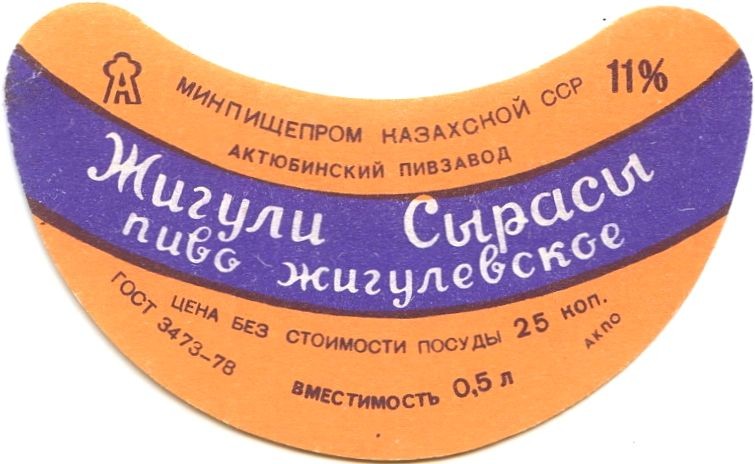 А
МИНПИЩЕПРОМ КАЗАХСКОЙ ССР 11%
АКТЮБИНСКИЙ ПИВЗАВОД
Жигули Сырасы
пиво жигулевское
ЦЕНА БЕЗ СТОИМОСТИ ПОСУДЫ 25 КОП.
ГОСТ 3473-78
АКПО
ВМЕСТИМОСТЬ 0,5 Л